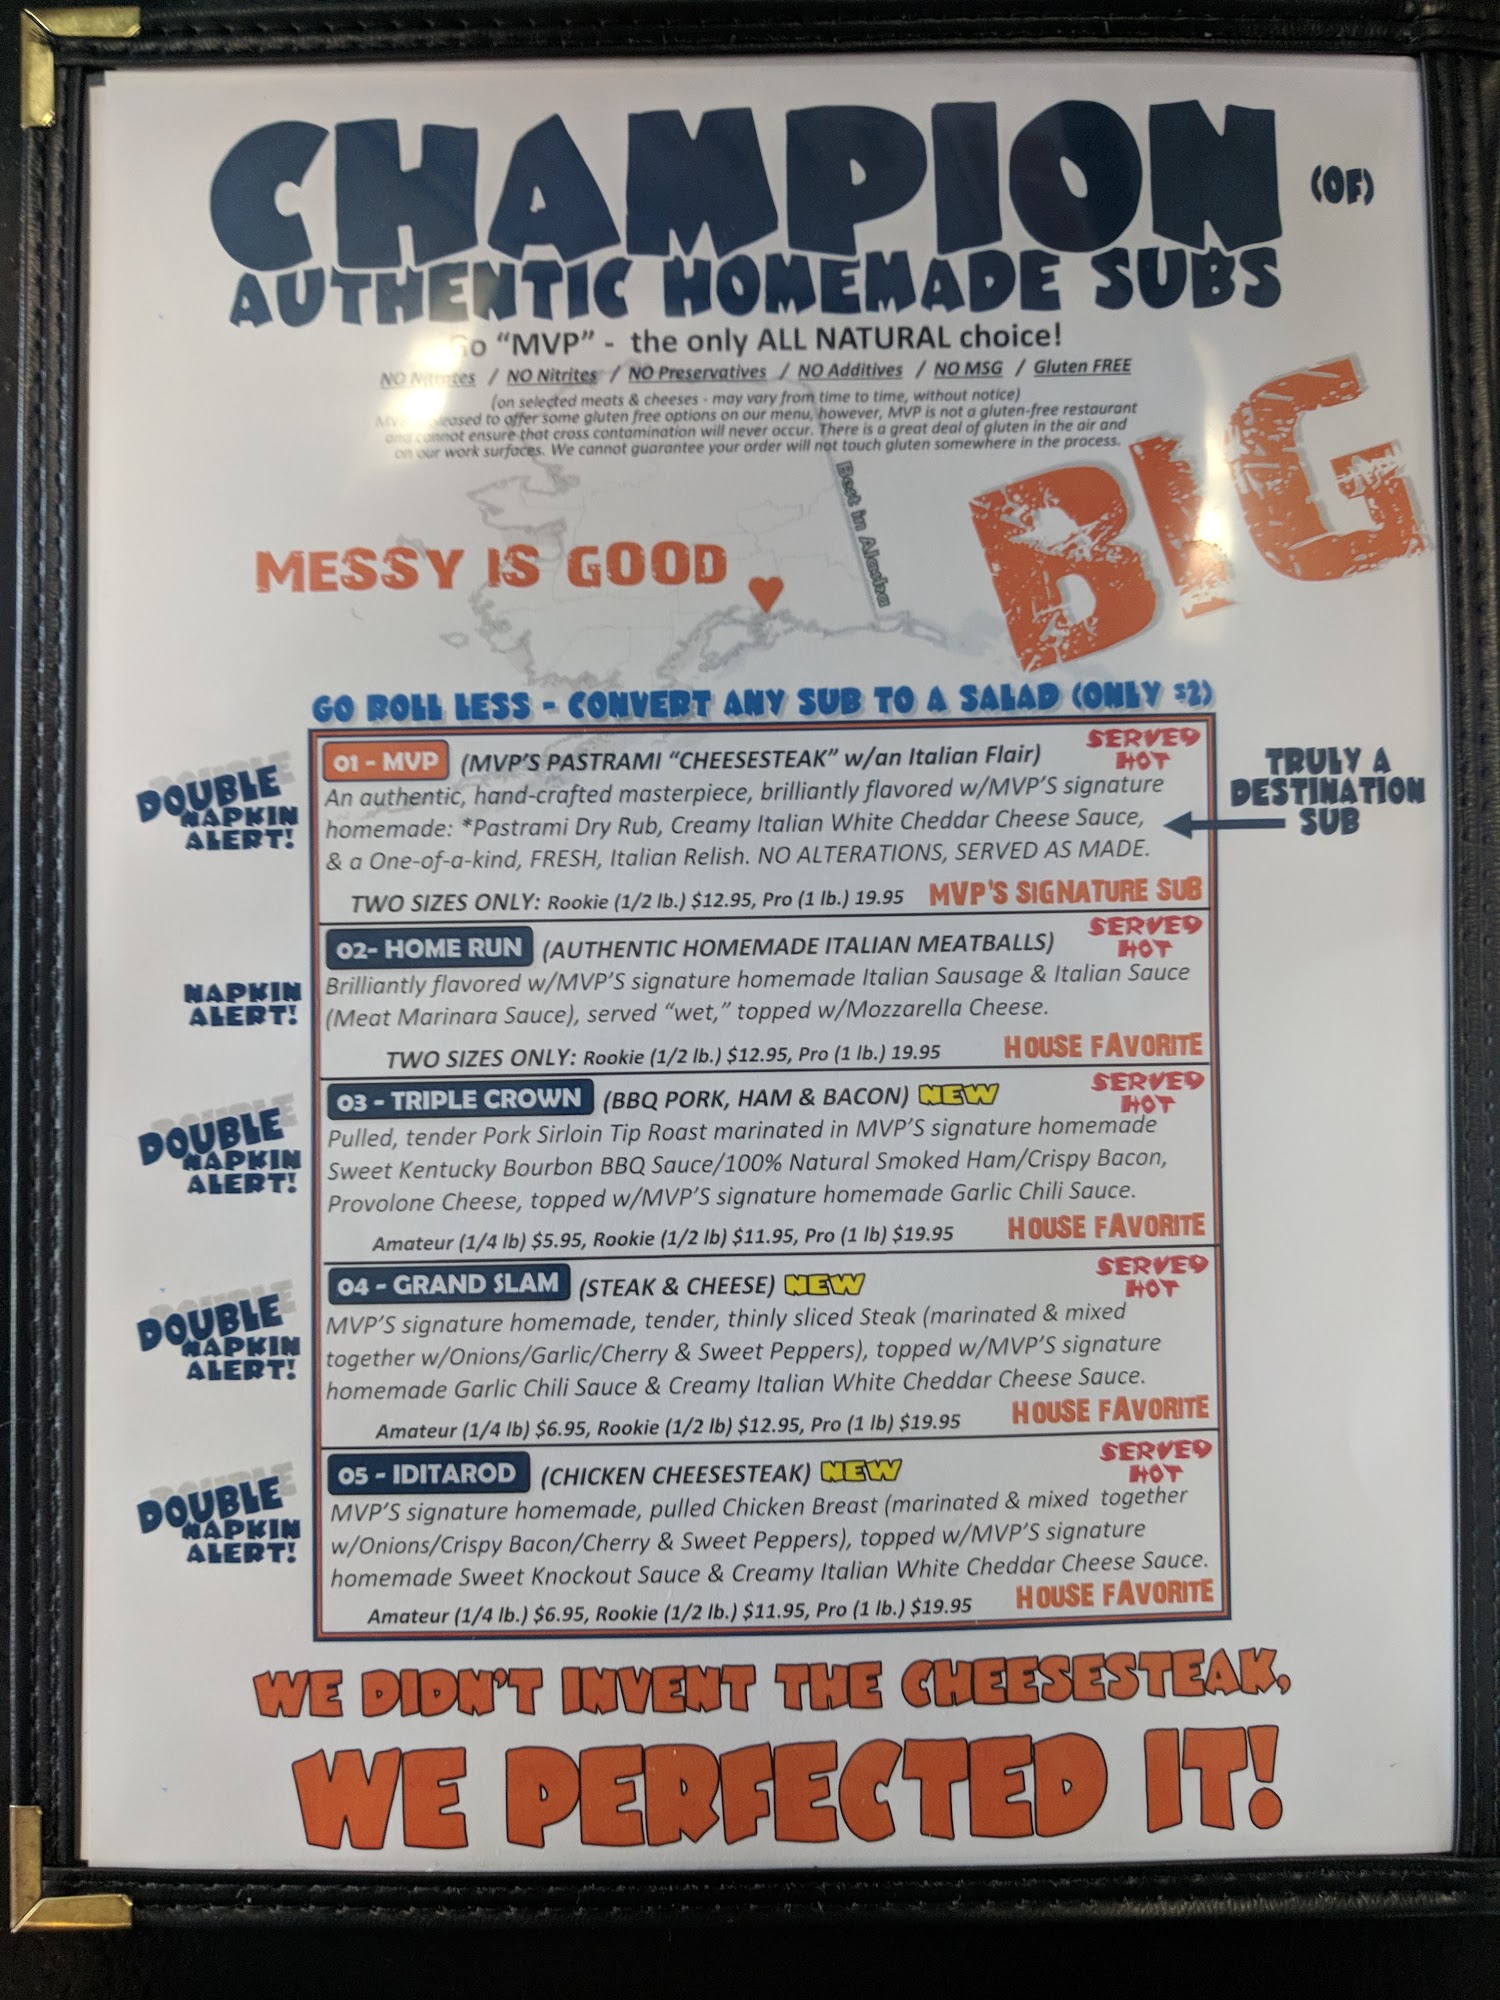 CHAMPION (OF)
AUTHENTIC HOMEMADE SUBS
Go "MVP" - the only ALL NATURAL choice!
NO Nitrates / NO Nitrites / NO Preservatives / NO Additives / NO MSG / Gluten FREE
(on selected meats & cheeses - may vary from time to time, without notice)
pleased to offer some gluten free options on our menu, however, MVP is not a gluten-free restaurant
and cannot ensure that cross contamination will never occur. There is a great deal of gluten in the air and
on our work surfaces. We cannot guarantee your order will not touch gluten somewhere in the process.
Best in Alaska
BIG
MESSY IS GOOD
GO ROLL LESS - CONVERT ANY SUB TO A SALAD (ONLY $2)
DOUBLE
NAPKIN
ALERT!
01 - MVP (MVP'S PASTRAMI "CHEESESTEAK" w/an Italian Flair)
SERVED
HOT
An authentic, hand-crafted masterpiece, brilliantly flavored w/MVP'S signature
homemade: *Pastrami Dry Rub, Creamy Italian White Cheddar Cheese Sauce,
& a One-of-a-kind, FRESH, Italian Relish. NO ALTERATIONS, SERVED AS MADE.
TWO SIZES ONLY: Rookie (1/2 lb.) $12.95, Pro (1 lb.) 19.95 MVP'S SIGNATURE SUB
TRULY A
DESTINATION
SUB
NAPKIN
ALERT!
02- HOME RUN (AUTHENTIC HOMEMADE ITALIAN MEATBALLS)
SERVED
HOT
Brilliantly flavored w/MVP'S signature homemade Italian Sausage & Italian Sauce
(Meat Marinara Sauce), served "wet," topped w/Mozzarella Cheese.
TWO SIZES ONLY: Rookie (1/2 lb.) $12.95, Pro (1 lb.) 19.95 HOUSE FAVORITE
DOUBLE
NAPKIN
ALERT!
03 - TRIPLE CROWN (BBQ PORK, HAM & BACON) NEW
SERVED
HOT
Pulled, tender Pork Sirloin Tip Roast marinated in MVP'S signature homemade
Sweet Kentucky Bourbon BBQ Sauce/100% Natural Smoked Ham/Crispy Bacon,
Provolone Cheese, topped w/MVP'S signature homemade Garlic Chili Sauce.
Amateur (1/4 lb) $5.95, Rookie (1/2 lb) $11.95, Pro (1 lb) $19.95 HOUSE FAVORITE
DOUBLE
NAPKIN
ALERT!
04 - GRAND SLAM (STEAK & CHEESE) NEW
SERVED
HOT
MVP'S signature homemade, tender, thinly sliced Steak (marinated & mixed
together w/Onions/Garlic/Cherry & Sweet Peppers), topped w/MVP'S signature
homemade Garlic Chili Sauce & Creamy Italian White Cheddar Cheese Sauce.
Amateur (1/4 lb) $6.95, Rookie (1/2 lb) $12.95, Pro (1 lb) $19.95 HOUSE FAVORITE
DOUBLE
NAPKIN
ALERT!
05 - IDITAROD (CHICKEN CHEESESTEAK) NEW
SERVED
HOT
MVP'S signature homemade, pulled Chicken Breast (marinated & mixed together
w/Onions/Crispy Bacon/Cherry & Sweet Peppers), topped w/MVP'S signature
homemade Sweet Knockout Sauce & Creamy Italian White Cheddar Cheese Sauce.
Amateur (1/4 lb.) $6.95, Rookie (1/2 lb.) $11.95, Pro (1 lb.) $19.95 HOUSE FAVORITE
WE DIDN'T INVENT THE CHEESESTEAK,
WE PERFECTED IT!